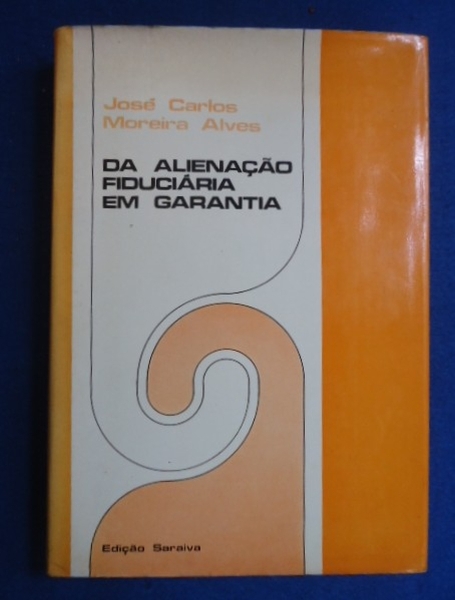 José Carlos
Moreira Alves
DA ALIENAÇÃO
FIDUCIÁRIA
EM GARANTIA
Edição Saraiva